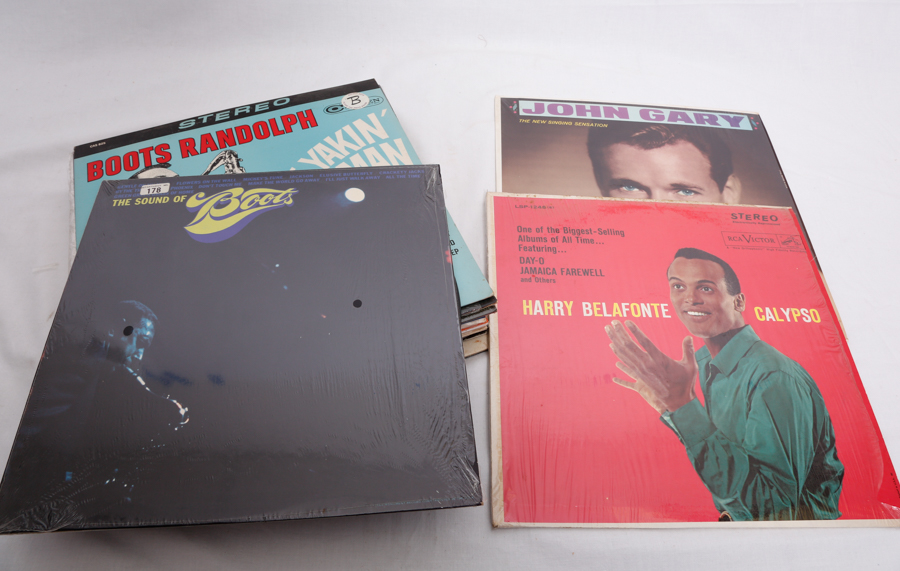 STEREO
B
BOOTS RANDOLPH
YAKIN'
MAN
178
THE SOUND OF Boots
JOHN GARY
THE NEW SINGING SENSATION
STEREO
RCA VICTOR
One of the Biggest-Selling
Albums of All Time...
Featuring...
DAY-O
JAMAICA FAREWELL
and Others
HARRY BELAFONTE CALYPSO